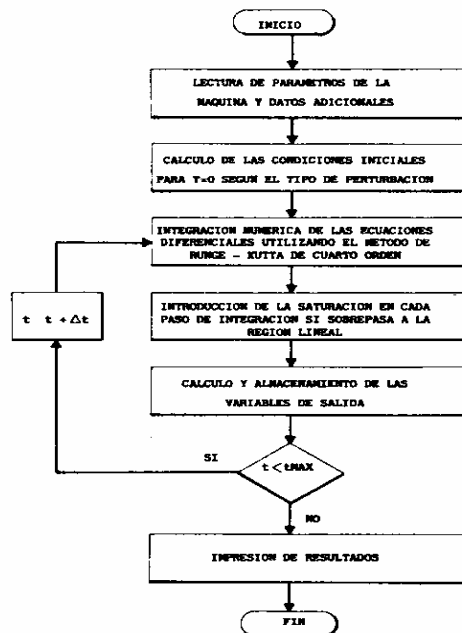 INICIO
LECTURA DE PARAMETROS DE LA
MAQUINA Y DATOS ADICIONALES
CALCULO DE LAS CONDICIONES INICIALES
PARA T=0 SEGUN EL TIPO DE PERTURBACION
INTEGRACION NUMERICA DE LAS ECUACIONES
DIFERENCIALES UTILIZANDO EL METODO DE
RUNGE - KUTTA DE CUARTO ORDEN
t t +Δt
INTRODUCCION DE LA SATURACION EN CADA
PASO DE INTEGRACION SI SOBREPASA A LA
REGION LINEAL
CALCULO Y ALMACENAMIENTO DE LAS
VARIABLES DE SALIDA
SI
t<tMAX
NO
IMPRESION DE RESULTADOS
FIN